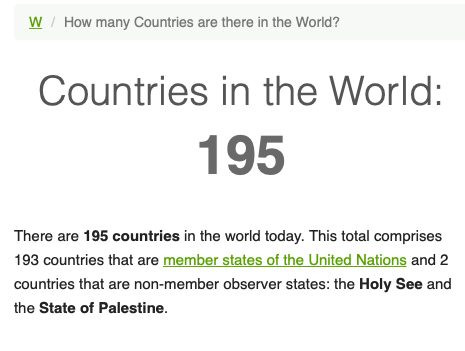 W / How many Countries are there in the World?
Countries in the World:
195
There are 195 countries in the world today. This total comprises
193 countries that are member states of the United Nations and 2
countries that are non-member observer states: the Holy See and
the State of Palestine.